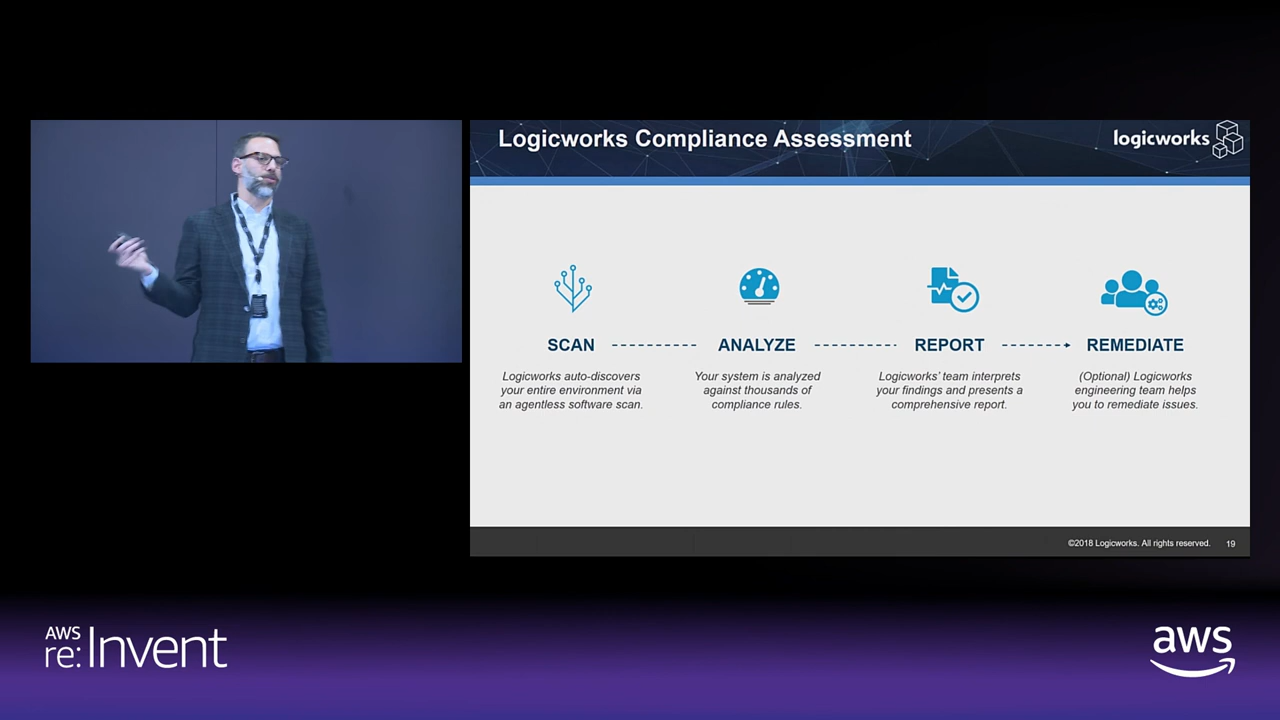 Logicworks Compliance Assessment
logicworks
SCAN
Logicworks auto-discovers
your entire environment via
an agentless software scan.
ANALYZE
Your system is analyzed
against thousands of
compliance rules.
REPORT
Logicworks' team interprets
your findings and presents a
comprehensive report.
REMEDIATE
(Optional) Logicworks
engineering team helps
you to remediate issues.
©2018 Logicworks. All rights reserved. 19
AWS
re:Invent
aws